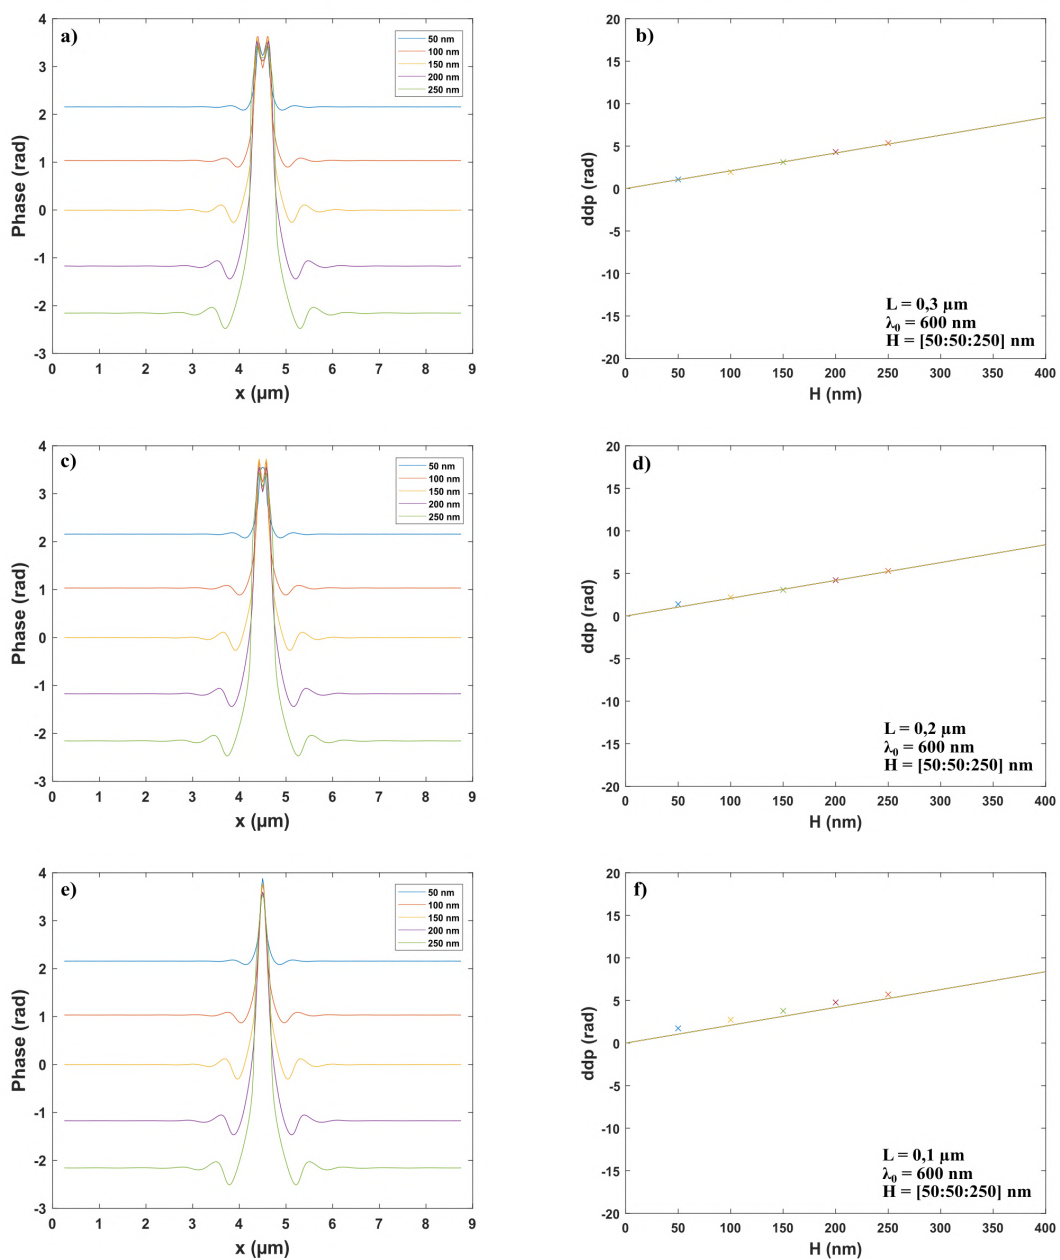 a)
50 nm
100 nm
150 nm
200 nm
250 nm
4
3
2
1
0
-1
-2
-3
Phase (rad)
0 1 2 3 4 5 6 7 8 9
x (μm)
b)
20
15
10
5
0
-5
-10
-15
-20
ddp (rad)
L = 0,3 μm
λ0 = 600 nm
H = [50:50:250] nm
0 50 100 150 200 250 300 350 400
H (nm)
c)
50 nm
100 nm
150 nm
200 nm
250 nm
4
3
2
1
0
-1
-2
-3
Phase (rad)
0 1 2 3 4 5 6 7 8 9
x (μm)
d)
20
15
10
5
0
-5
-10
-15
-20
ddp (rad)
L = 0,2 μm
λ0 = 600 nm
H = [50:50:250] nm
0 50 100 150 200 250 300 350 400
H (nm)
e)
50 nm
100 nm
150 nm
200 nm
250 nm
4
3
2
1
0
-1
-2
-3
Phase (rad)
0 1 2 3 4 5 6 7 8 9
x (μm)
f)
20
15
10
5
0
-5
-10
-15
-20
ddp (rad)
L = 0,1 μm
λ0 = 600 nm
H = [50:50:250] nm
0 50 100 150 200 250 300 350 400
H (nm)